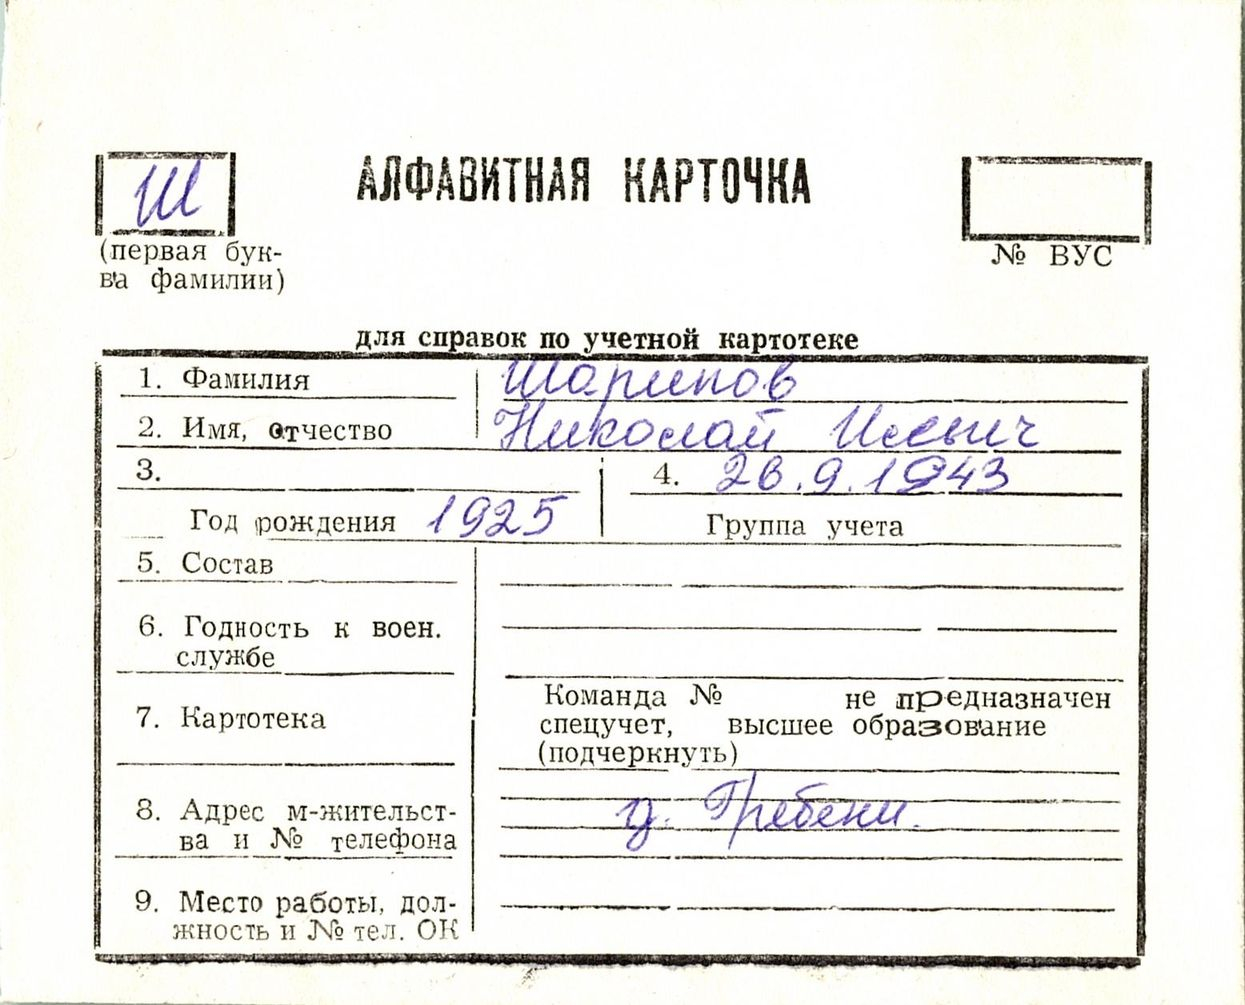 Ш
АЛФАВИТНАЯ КАРТОЧКА
(первая бук-
ва фамилии)
№ ВУС
для справок по учетной картотеке
1. Фамилия Шарипов
2. Имя, отчество Николай Ильич
3.
4. 26.9.1943
Год рождения 1925
Группа учета
5. Состав
6. Годность к воен.
службе
7. Картотека
Команда № не предназначен
спецучет, высшее образование
(подчеркнуть)
8. Адрес м-жительст-
ва и № телефона
д. Гребени.
9. Место работы, дол-
жность и № тел. ОК